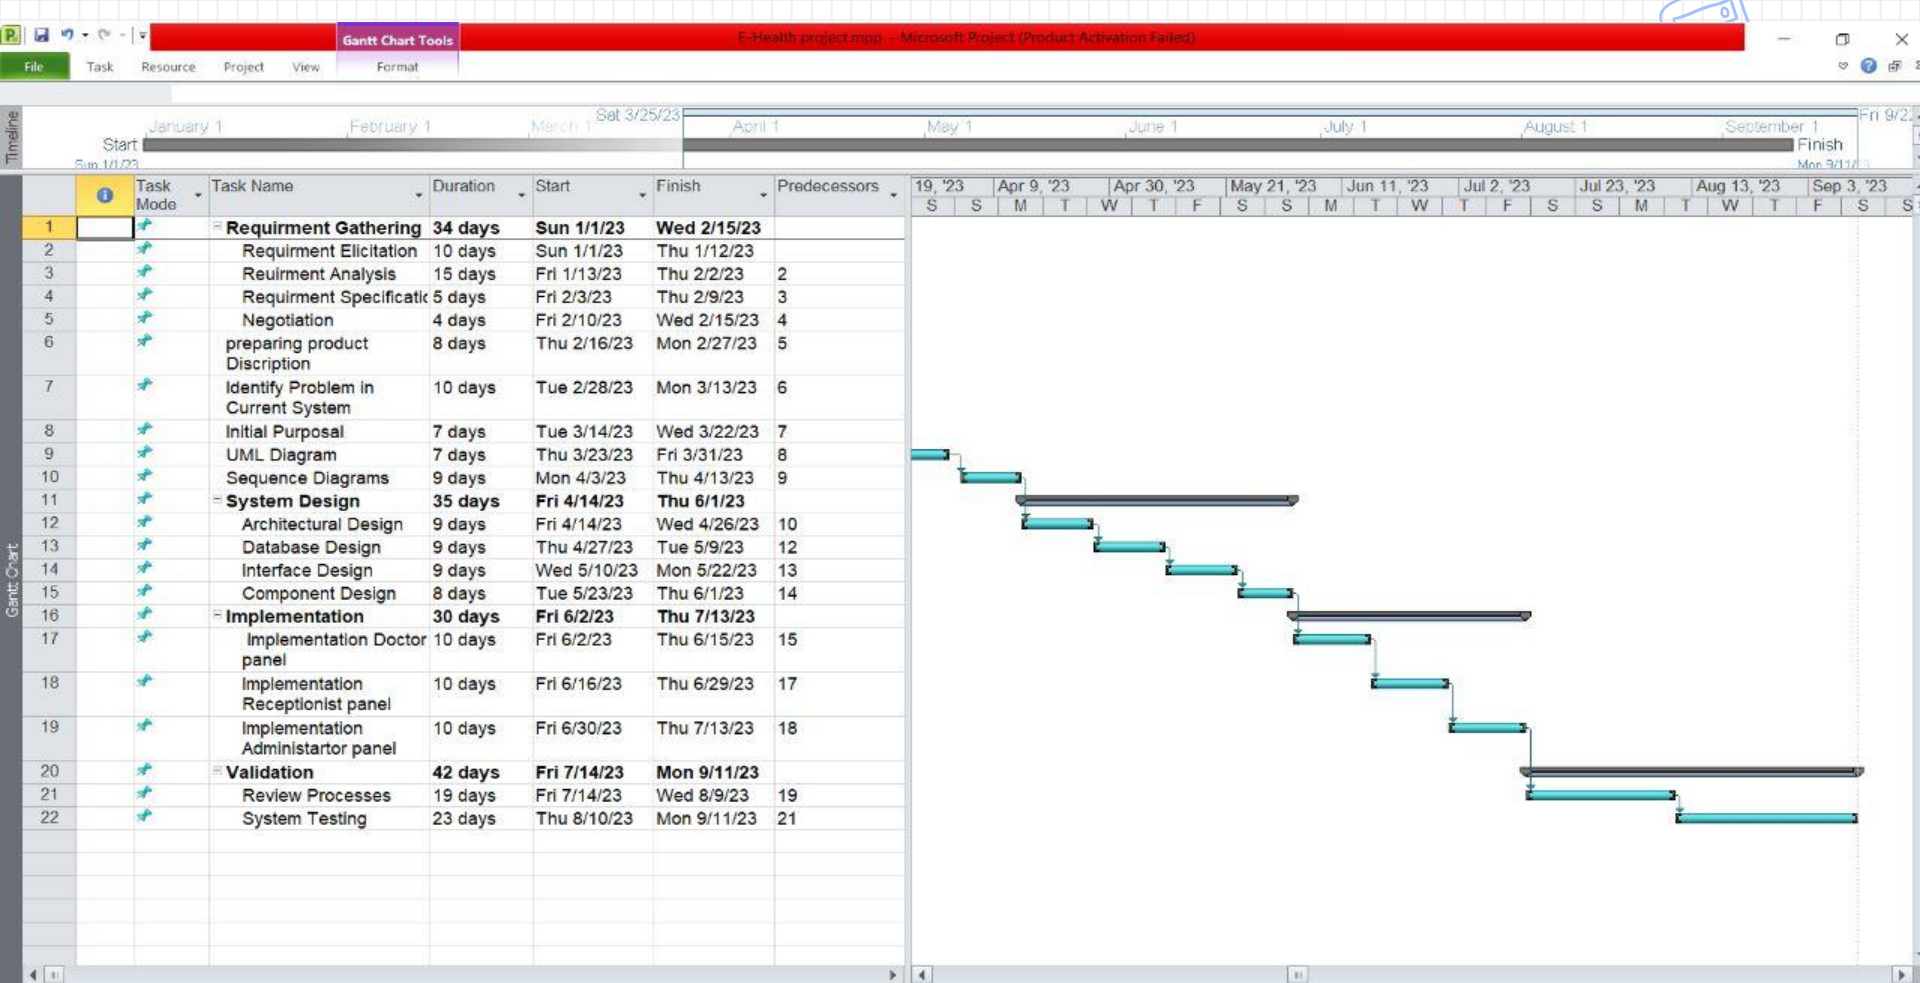 Gantt Chart Tools
E-Health project.mpp - Microsoft Project (Product Activation Failed)
File Task Resource Project View Format
Timeline
Sat 3/25/23
Fri 9/22
January 1 February 1 March 1 April 1 May 1 June 1 July 1 August 1 September 1
Start
Sun 1/1/23
Finish
Mon 9/11/23
Gantt Chart
Task Mode Task Name Duration Start Finish Predecessors
19, '23 Apr 9, '23 Apr 30, '23 May 21, '23 Jun 11, '23 Jul 2, '23 Jul 23, '23 Aug 13, '23 Sep 3, '23
S S M T W T F S S M T W T F S S M T W T F S S
1 Requirment Gathering 34 days Sun 1/1/23 Wed 2/15/23
2 Requirment Elicitation 10 days Sun 1/1/23 Thu 1/12/23
3 Reuirment Analysis 15 days Fri 1/13/23 Thu 2/2/23 2
4 Requirment Specificatic 5 days Fri 2/3/23 Thu 2/9/23 3
5 Negotiation 4 days Fri 2/10/23 Wed 2/15/23 4
6 preparing product 8 days Thu 2/16/23 Mon 2/27/23 5
Discription
7 Identify Problem in 10 days Tue 2/28/23 Mon 3/13/23 6
Current System
8 Initial Purposal 7 days Tue 3/14/23 Wed 3/22/23 7
9 UML Diagram 7 days Thu 3/23/23 Fri 3/31/23 8
10 Sequence Diagrams 9 days Mon 4/3/23 Thu 4/13/23 9
11 System Design 35 days Fri 4/14/23 Thu 6/1/23
12 Architectural Design 9 days Fri 4/14/23 Wed 4/26/23 10
13 Database Design 9 days Thu 4/27/23 Tue 5/9/23 12
14 Interface Design 9 days Wed 5/10/23 Mon 5/22/23 13
15 Component Design 8 days Tue 5/23/23 Thu 6/1/23 14
16 Implementation 30 days Fri 6/2/23 Thu 7/13/23
17 Implementation Doctor 10 days Fri 6/2/23 Thu 6/15/23 15
panel
18 Implementation 10 days Fri 6/16/23 Thu 6/29/23 17
Receptionist panel
19 Implementation 10 days Fri 6/30/23 Thu 7/13/23 18
Administartor panel
20 Validation 42 days Fri 7/14/23 Mon 9/11/23
21 Review Processes 19 days Fri 7/14/23 Wed 8/9/23 19
22 System Testing 23 days Thu 8/10/23 Mon 9/11/23 21